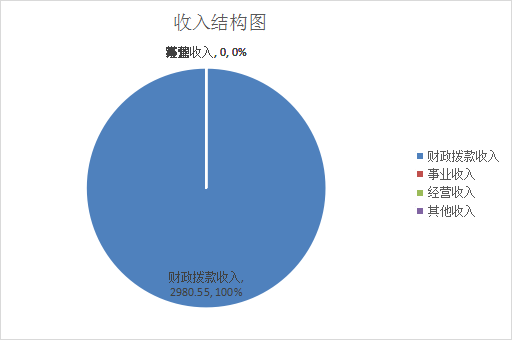 收入结构图
收入, 0, 0%
财政拨款收入,
2980.55, 100%
财政拨款收入
事业收入
经营收入
其他收入